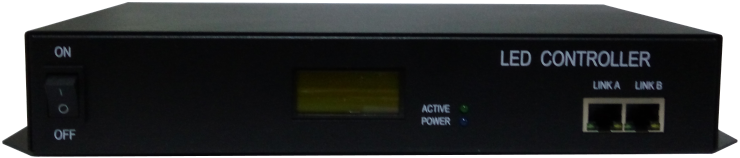 ON
OFF
ACTIVE
POWER
LED CONTROLLER
LINK A LINK B